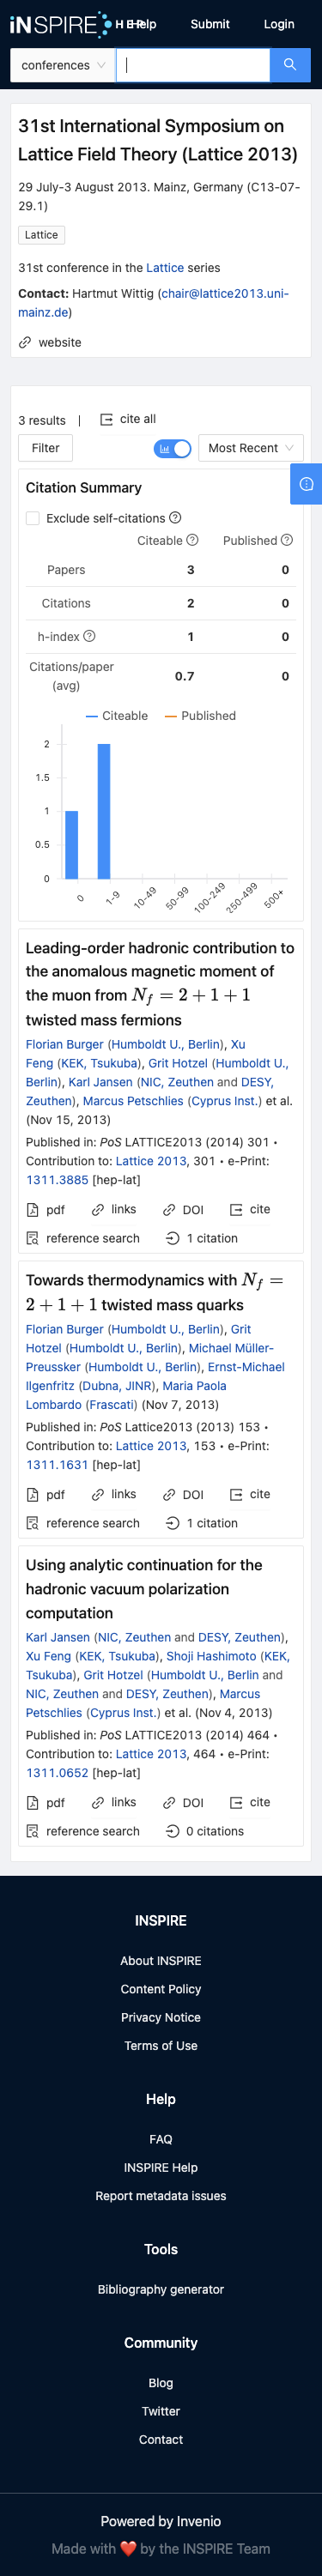 iNSPIRE HEP Help Submit Login
conferences
31st International Symposium on
Lattice Field Theory (Lattice 2013)
29 July-3 August 2013. Mainz, Germany (C13-07-
29.1)
Lattice
31st conference in the Lattice series
Contact: Hartmut Wittig (chair@lattice2013.uni-
mainz.de)
website
3 results | cite all
Filter Most Recent
Citation Summary
Exclude self-citations
Citeable Published
Papers 3 0
Citations 2 0
h-index 1 0
Citations/paper
(avg) 0.7 0
Citeable Published
2
1.5
1
0.5
0
0 1-9 10-49 50-99 100-249 250-499 500+
Leading-order hadronic contribution to
the anomalous magnetic moment of
the muon from N_f = 2 + 1 + 1
twisted mass fermions
Florian Burger (Humboldt U., Berlin), Xu
Feng (KEK, Tsukuba), Grit Hotzel (Humboldt U.,
Berlin), Karl Jansen (NIC, Zeuthen and DESY,
Zeuthen), Marcus Petschlies (Cyprus Inst.) et al.
(Nov 15, 2013)
Published in: PoS LATTICE2013 (2014) 301 •
Contribution to: Lattice 2013, 301 • e-Print:
1311.3885 [hep-lat]
pdf links DOI cite
reference search 1 citation
Towards thermodynamics with N_f =
2 + 1 + 1 twisted mass quarks
Florian Burger (Humboldt U., Berlin), Grit
Hotzel (Humboldt U., Berlin), Michael Müller-
Preussker (Humboldt U., Berlin), Ernst-Michael
Ilgenfritz (Dubna, JINR), Maria Paola
Lombardo (Frascati) (Nov 7, 2013)
Published in: PoS Lattice2013 (2013) 153 •
Contribution to: Lattice 2013, 153 • e-Print:
1311.1631 [hep-lat]
pdf links DOI cite
reference search 1 citation
Using analytic continuation for the
hadronic vacuum polarization
computation
Karl Jansen (NIC, Zeuthen and DESY, Zeuthen),
Xu Feng (KEK, Tsukuba), Shoji Hashimoto (KEK,
Tsukuba), Grit Hotzel (Humboldt U., Berlin and
NIC, Zeuthen and DESY, Zeuthen), Marcus
Petschlies (Cyprus Inst.) et al. (Nov 4, 2013)
Published in: PoS LATTICE2013 (2014) 464 •
Contribution to: Lattice 2013, 464 • e-Print:
1311.0652 [hep-lat]
pdf links DOI cite
reference search 0 citations
INSPIRE
About INSPIRE
Content Policy
Privacy Notice
Terms of Use
Help
FAQ
INSPIRE Help
Report metadata issues
Tools
Bibliography generator
Community
Blog
Twitter
Contact
Powered by Invenio
Made with ❤️ by the INSPIRE Team